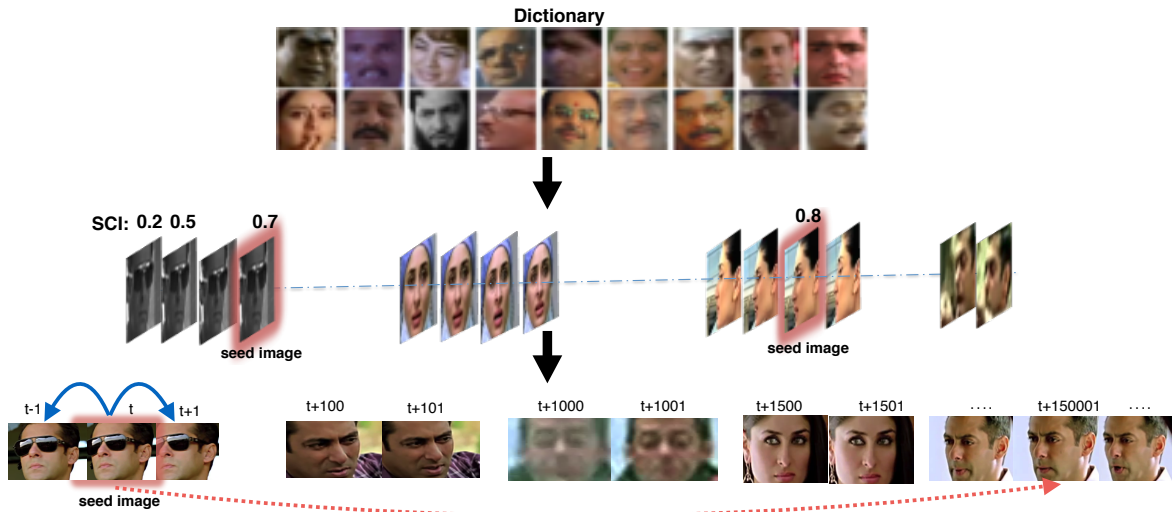 Dictionary
SCI: 0.2 0.5 0.7 0.8
seed image seed image
t-1 t t+1 t+100 t+101 t+1000 t+1001 t+1500 t+1501 .... t+150001 ....
seed image